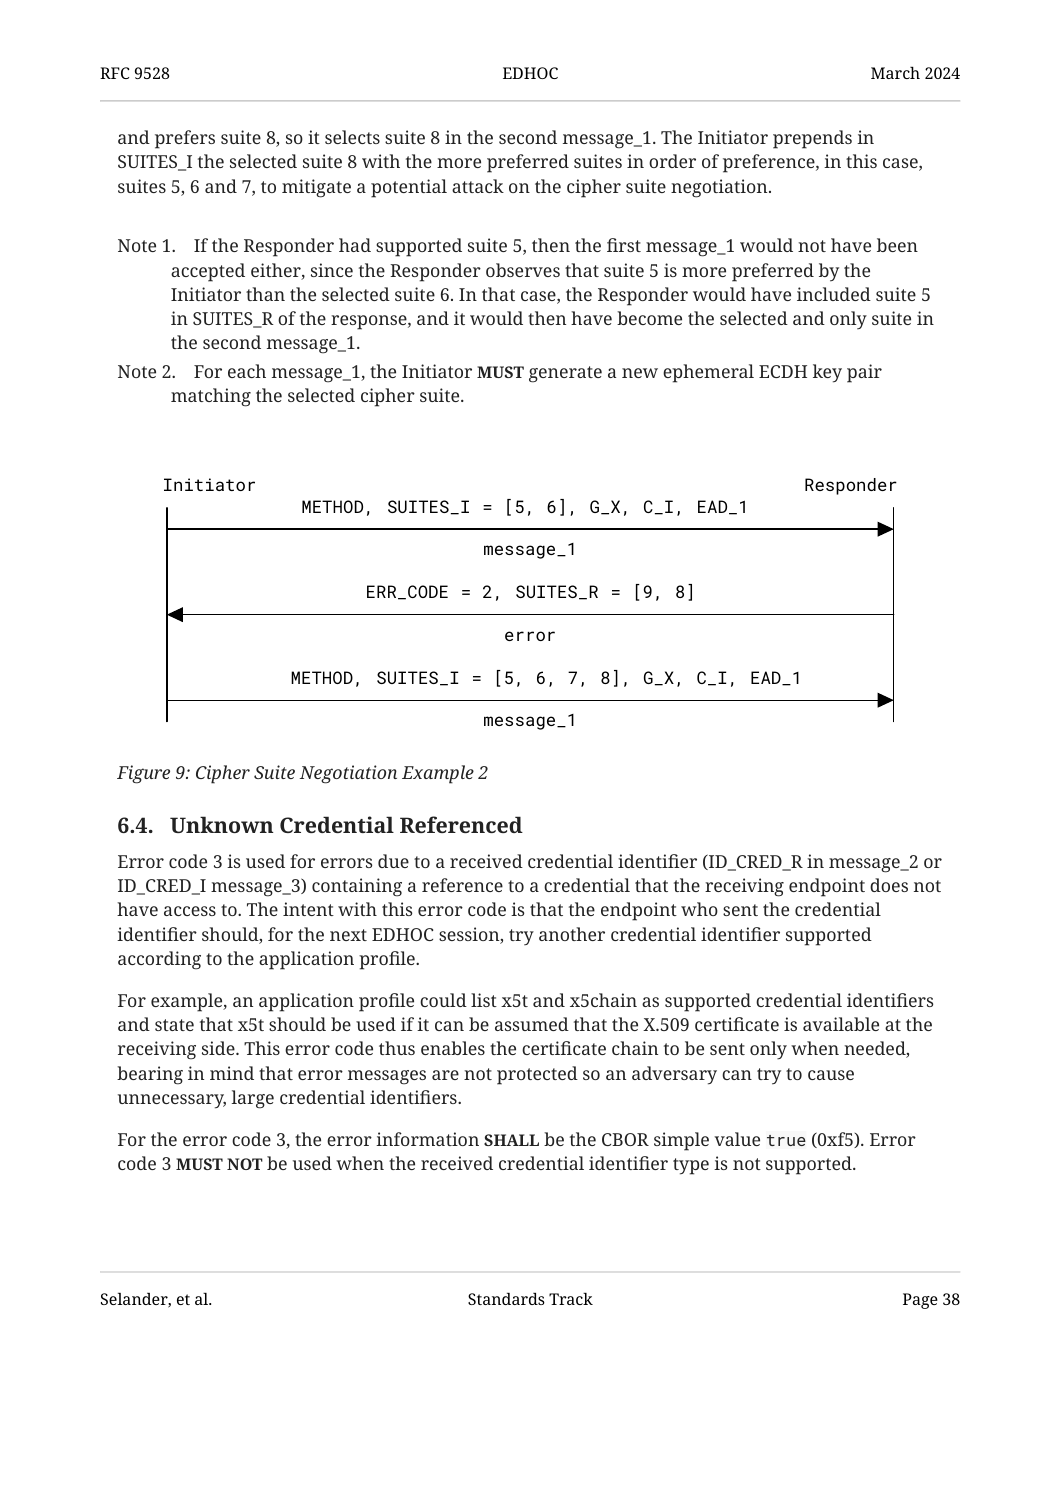 RFC 9528 EDHOC March 2024
and prefers suite 8, so it selects suite 8 in the second message_1. The Initiator prepends in
SUITES_I the selected suite 8 with the more preferred suites in order of preference, in this case,
suites 5, 6 and 7, to mitigate a potential attack on the cipher suite negotiation.
Note 1. If the Responder had supported suite 5, then the first message_1 would not have been
accepted either, since the Responder observes that suite 5 is more preferred by the
Initiator than the selected suite 6. In that case, the Responder would have included suite 5
in SUITES_R of the response, and it would then have become the selected and only suite in
the second message_1.
Note 2. For each message_1, the Initiator MUST generate a new ephemeral ECDH key pair
matching the selected cipher suite.
Initiator Responder
METHOD, SUITES_I = [5, 6], G_X, C_I, EAD_1
message_1
ERR_CODE = 2, SUITES_R = [9, 8]
error
METHOD, SUITES_I = [5, 6, 7, 8], G_X, C_I, EAD_1
message_1
Figure 9: Cipher Suite Negotiation Example 2
6.4. Unknown Credential Referenced
Error code 3 is used for errors due to a received credential identifier (ID_CRED_R in message_2 or
ID_CRED_I message_3) containing a reference to a credential that the receiving endpoint does not
have access to. The intent with this error code is that the endpoint who sent the credential
identifier should, for the next EDHOC session, try another credential identifier supported
according to the application profile.
For example, an application profile could list x5t and x5chain as supported credential identifiers
and state that x5t should be used if it can be assumed that the X.509 certificate is available at the
receiving side. This error code thus enables the certificate chain to be sent only when needed,
bearing in mind that error messages are not protected so an adversary can try to cause
unnecessary, large credential identifiers.
For the error code 3, the error information SHALL be the CBOR simple value true (0xf5). Error
code 3 MUST NOT be used when the received credential identifier type is not supported.
Selander, et al. Standards Track Page 38